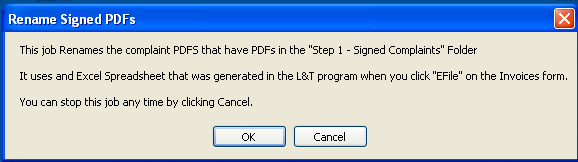 Rename Signed PDFs
This job Renames the complaint PDFS that have PDFs in the "Step 1 - Signed Complaints" Folder
It uses and Excel Spreadsheet that was generated in the L&T program when you click "EFile" on the Invoices form.
You can stop this job any time by clicking Cancel.
OK
Cancel